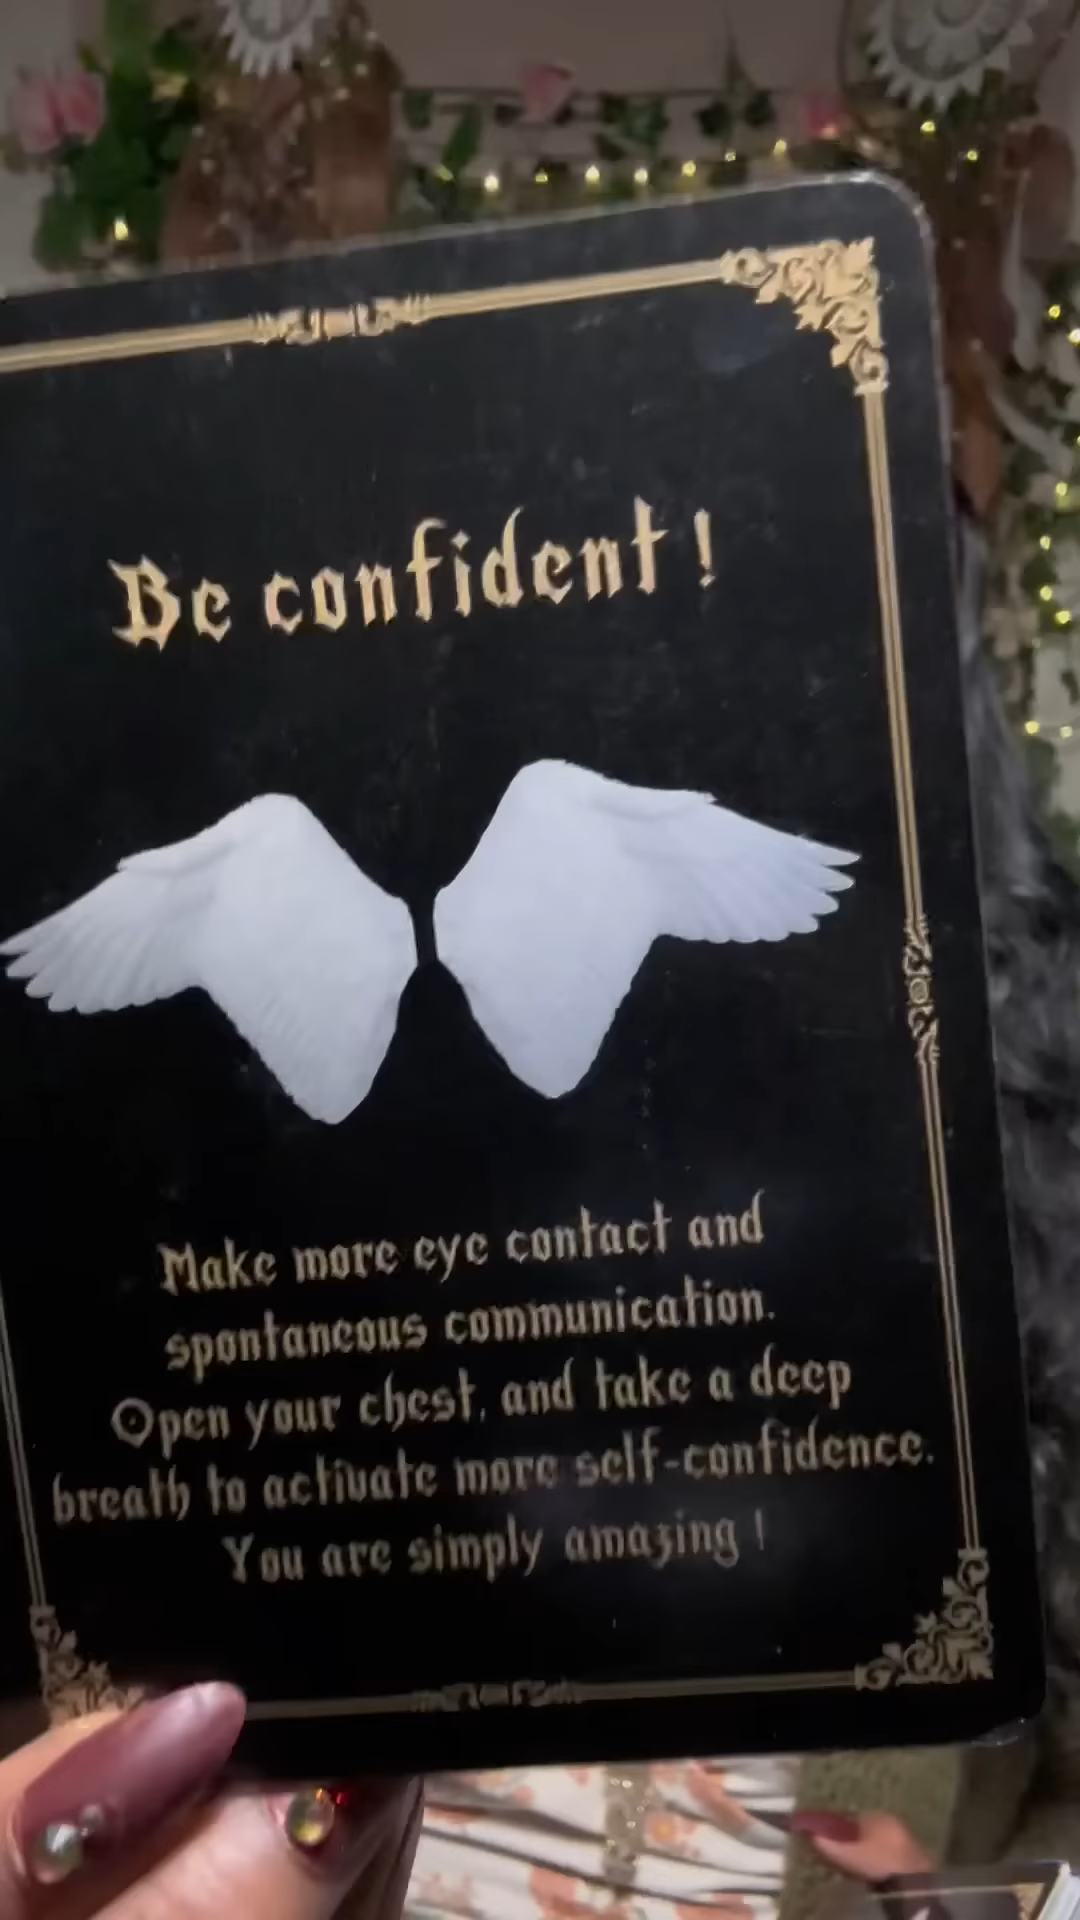 Be confident !
Make more eye contact and
spontaneous communication.
Open your chest, and take a deep
breath to activate more self-confidence.
You are simply amazing !